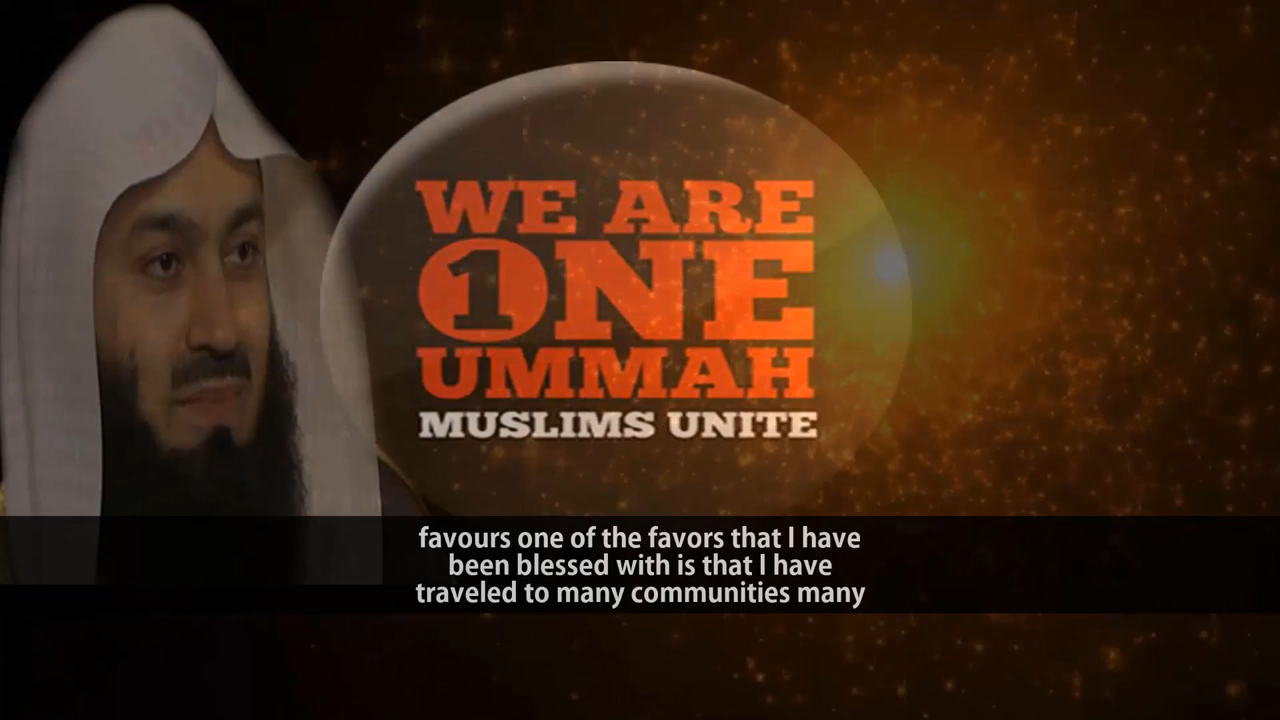 WE ARE
ONE
UMMAH
MUSLIMS UNITE
favours one of the favors that I have
been blessed with is that I have
traveled to many communities many